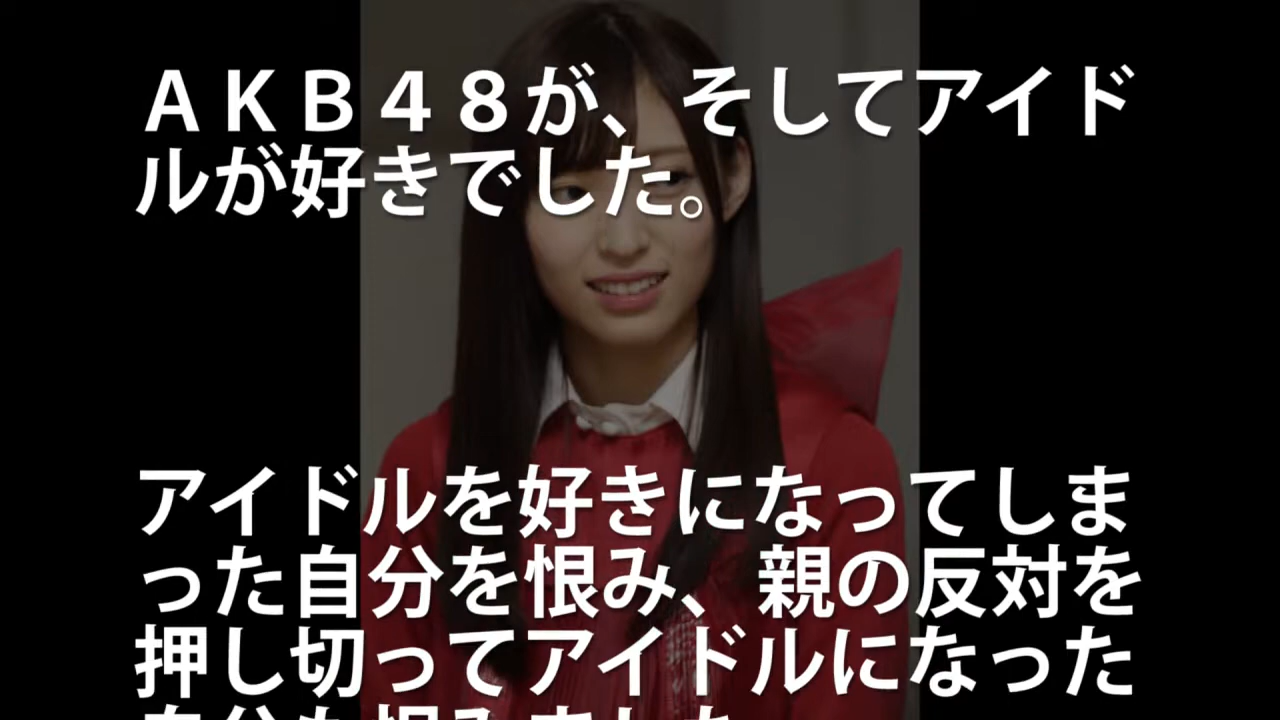 ＡＫＢ４８が、そしてアイド
ルが好きでした。
アイドルを好きになってしま
った自分を恨み、親の反対を
押し切ってアイドルになった